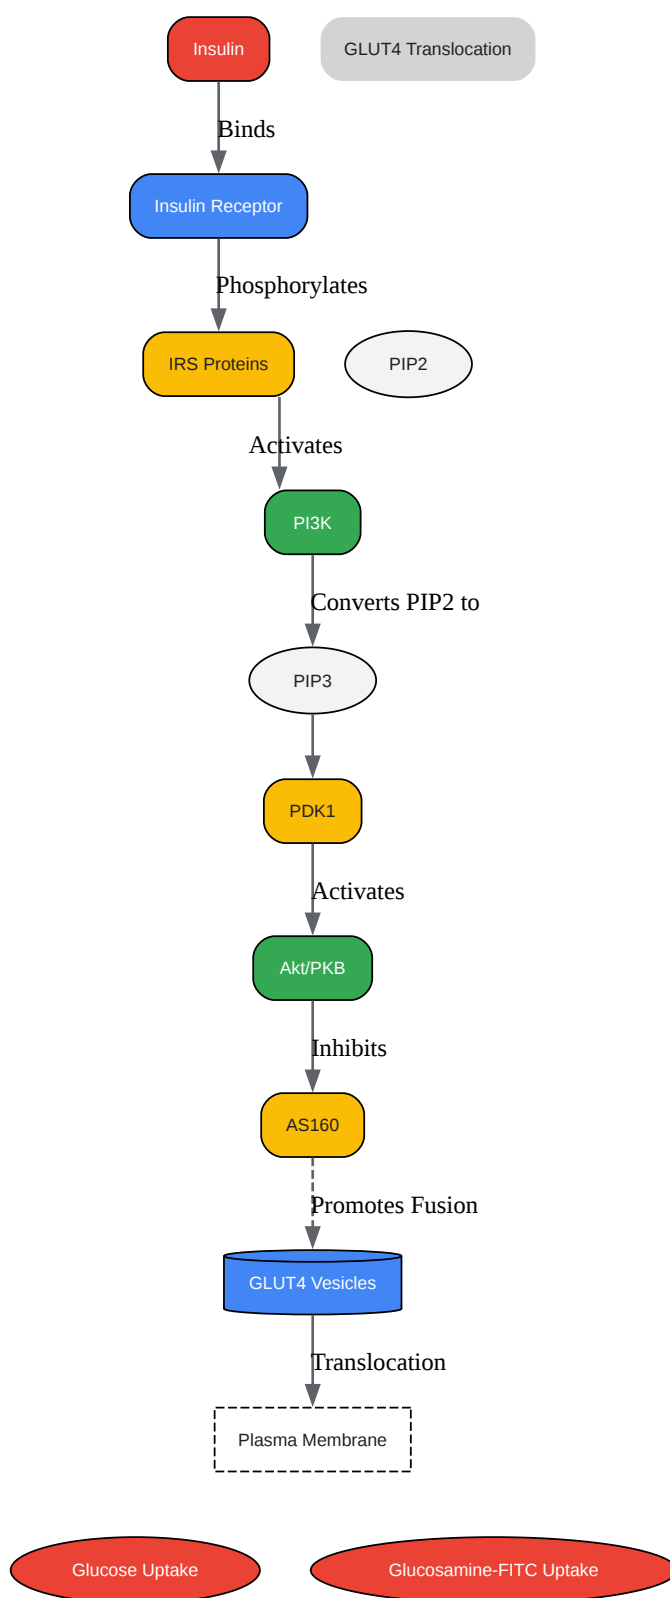 Insulin
GLUT4 Translocation
Binds
Insulin Receptor
Phosphorylates
IRS Proteins
PIP2
Activates
PI3K
Converts PIP2 to
PIP3
PDK1
Activates
Akt/PKB
Inhibits
AS160
Promotes Fusion
GLUT4 Vesicles
Translocation
Plasma Membrane
Glucose Uptake
Glucosamine-FITC Uptake